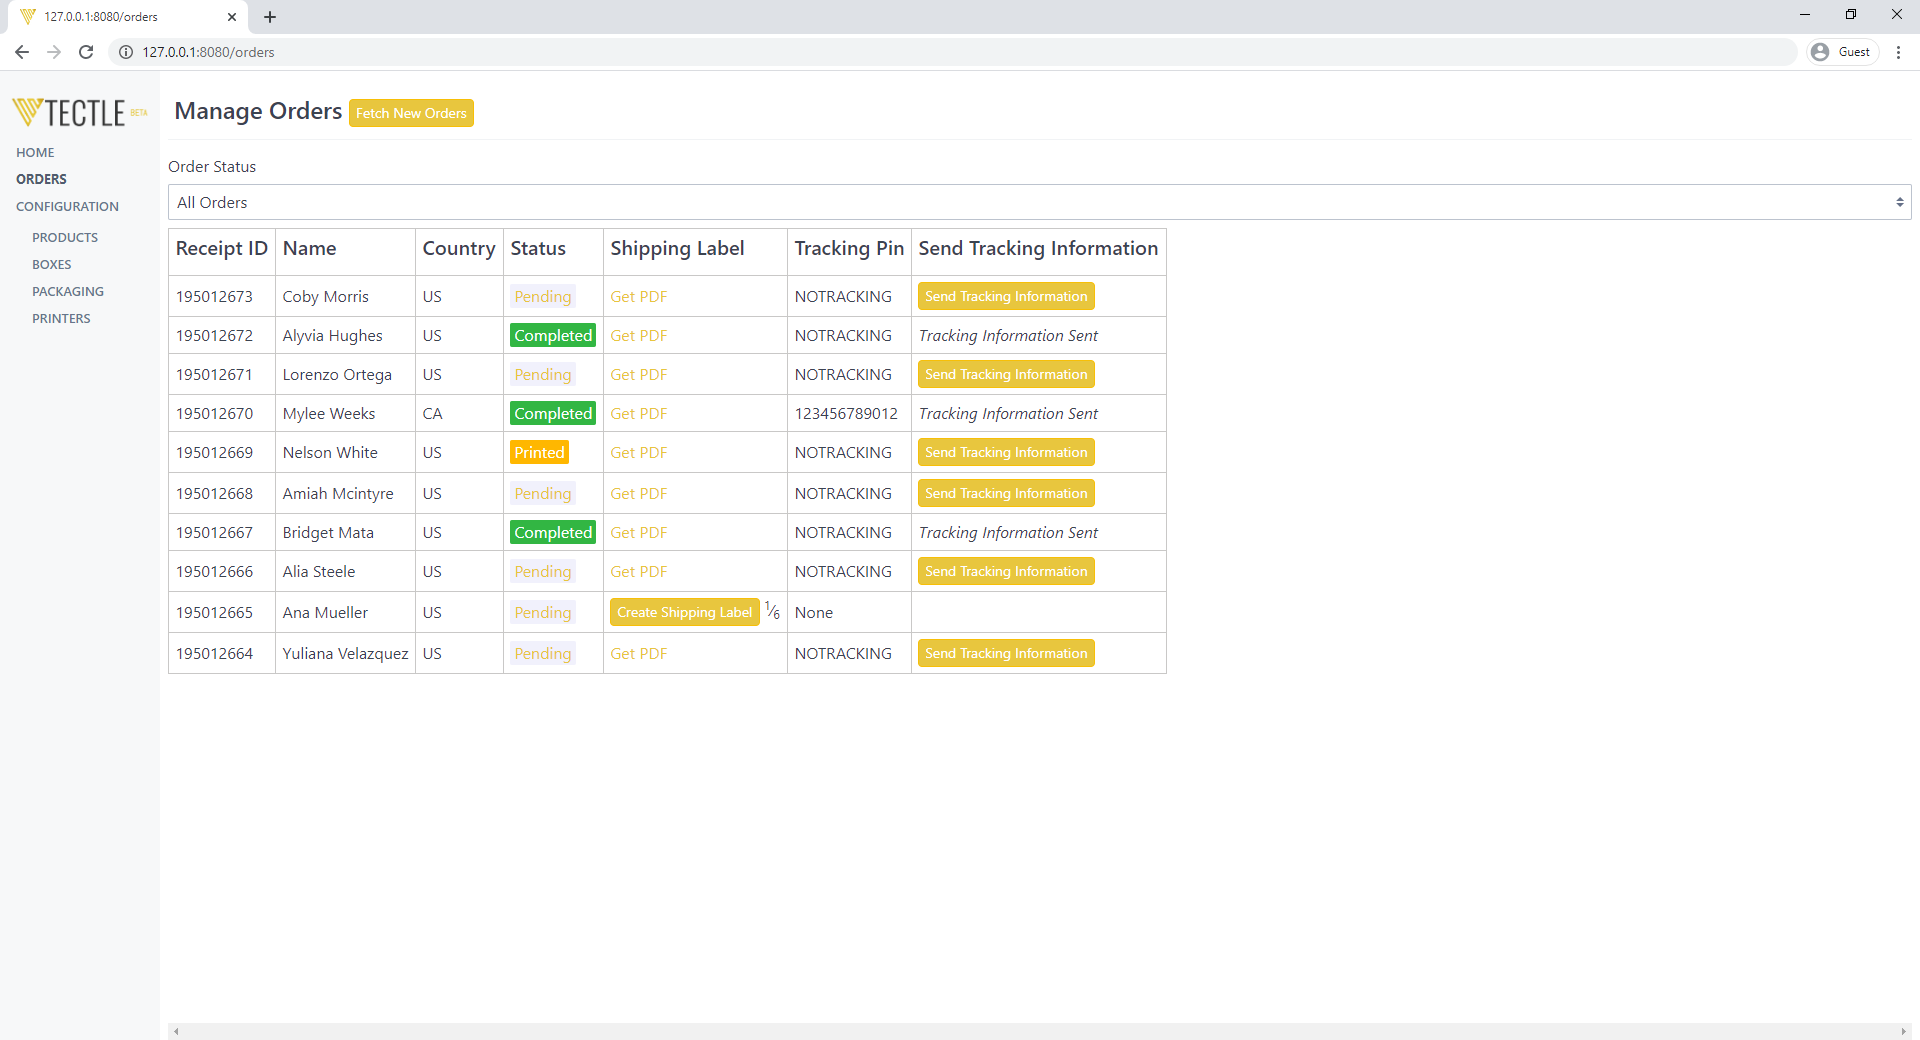 127.0.0.1:8080/orders
127.0.0.1:8080/orders
Guest
TECTLE BETA
HOME
ORDERS
CONFIGURATION
PRODUCTS
BOXES
PACKAGING
PRINTERS
Manage Orders Fetch New Orders
Order Status
All Orders
Receipt ID Name Country Status Shipping Label Tracking Pin Send Tracking Information
195012673 Coby Morris US Pending Get PDF NOTRACKING Send Tracking Information
195012672 Alyvia Hughes US Completed Get PDF NOTRACKING Tracking Information Sent
195012671 Lorenzo Ortega US Pending Get PDF NOTRACKING Send Tracking Information
195012670 Mylee Weeks CA Completed Get PDF 123456789012 Tracking Information Sent
195012669 Nelson White US Printed Get PDF NOTRACKING Send Tracking Information
195012668 Amiah Mcintyre US Pending Get PDF NOTRACKING Send Tracking Information
195012667 Bridget Mata US Completed Get PDF NOTRACKING Tracking Information Sent
195012666 Alia Steele US Pending Get PDF NOTRACKING Send Tracking Information
195012665 Ana Mueller US Pending Create Shipping Label 1⁄6 None
195012664 Yuliana Velazquez US Pending Get PDF NOTRACKING Send Tracking Information